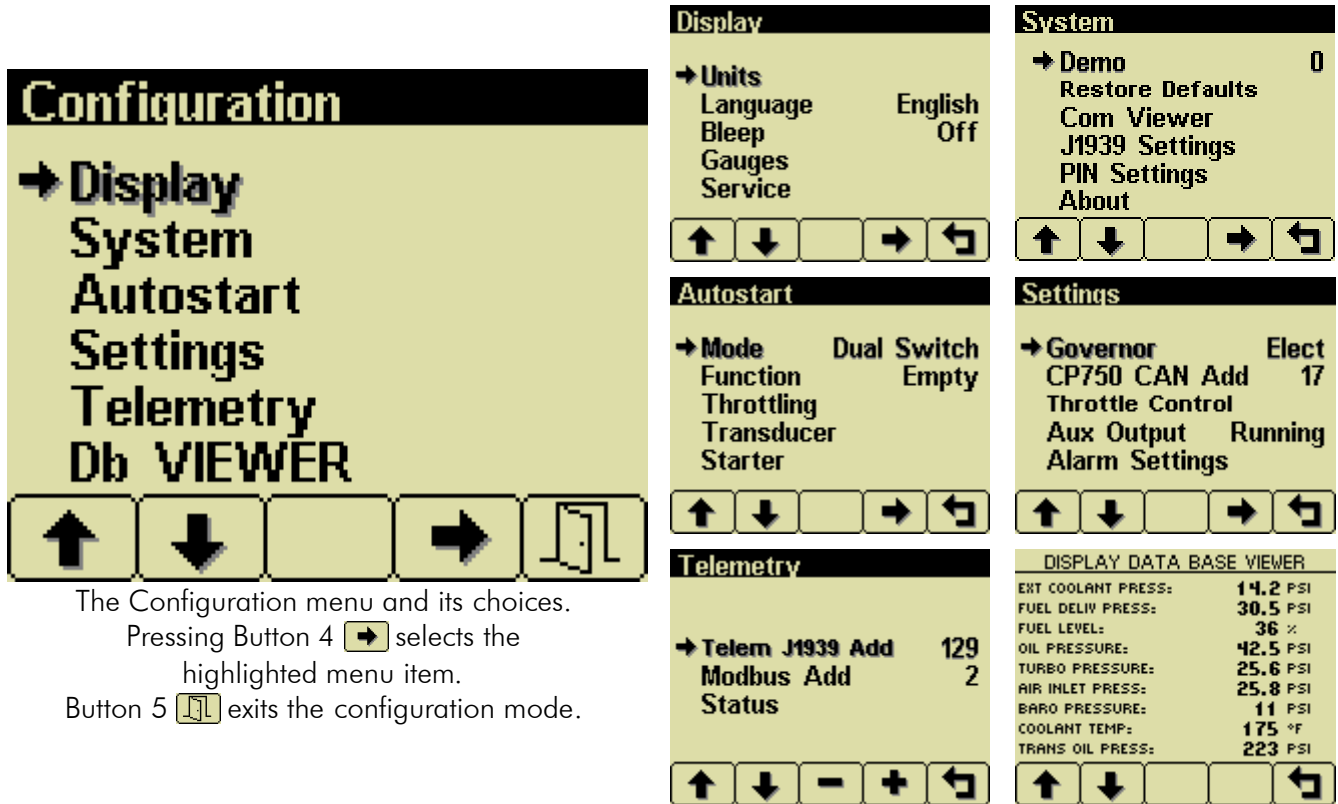 Configuration
Display
System
Autostart
Settings
Telemetry
Db VIEWER
The Configuration menu and its choices.
Pressing Button 4 selects the
highlighted menu item.
Button 5 exits the configuration mode.
Display
Units
Language English
Bleep Off
Gauges
Service
System
Demo 0
Restore Defaults
Com Viewer
J1939 Settings
PIN Settings
About
Autostart
Mode Dual Switch
Function Empty
Throttling
Transducer
Starter
Settings
Governor Elect
CP750 CAN Add 17
Throttle Control
Aux Output Running
Alarm Settings
Telemetry
Telem J1939 Add 129
Modbus Add 2
Status
DISPLAY DATA BASE VIEWER
EXT COOLANT PRESS: 14.2 PSI
FUEL DELIV PRESS: 30.5 PSI
FUEL LEVEL: 36 %
OIL PRESSURE: 42.5 PSI
TURBO PRESSURE: 25.6 PSI
AIR INLET PRESS: 25.8 PSI
BARO PRESSURE: 11 PSI
COOLANT TEMP: 175 °F
TRANS OIL PRESS: 223 PSI